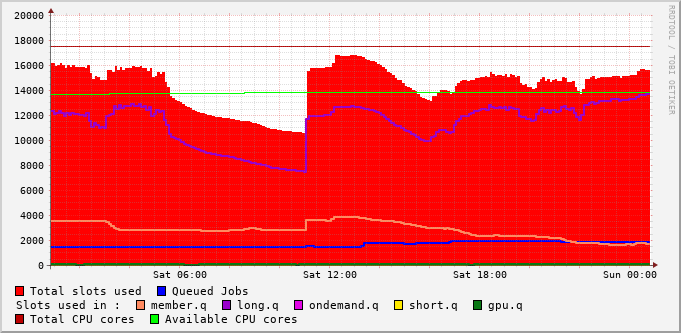 20000
18000
16000
14000
12000
10000
8000
6000
4000
2000
0
Sat 06:00 Sat 12:00 Sat 18:00 Sun 00:00
Total slots used Queued Jobs
Slots used in : member.q long.q ondemand.q short.q gpu.q
Total CPU cores Available CPU cores
RRDTOOL / TOBI OETIKER